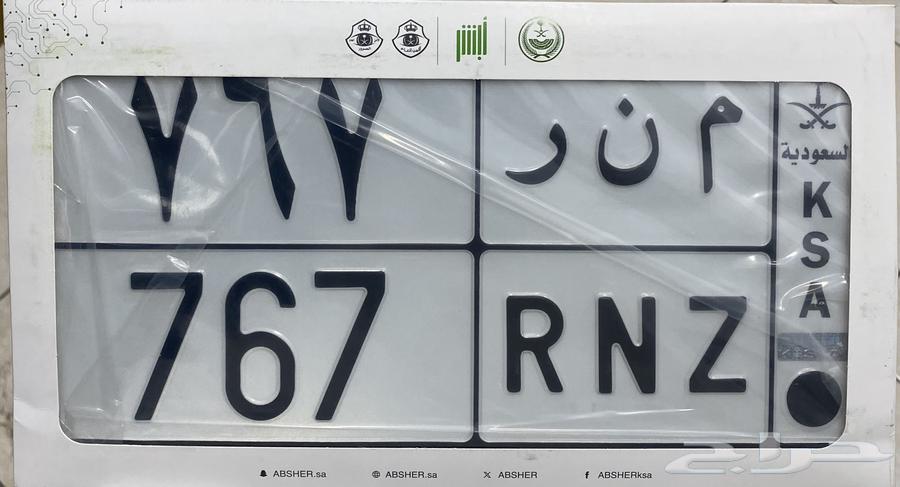 أبشر
٧٦٧
م ن ر
السعودية
K
S
A
767
RNZ
ABSHER.sa
ABSHER.sa
ABSHER
ABSHERksa
حراج